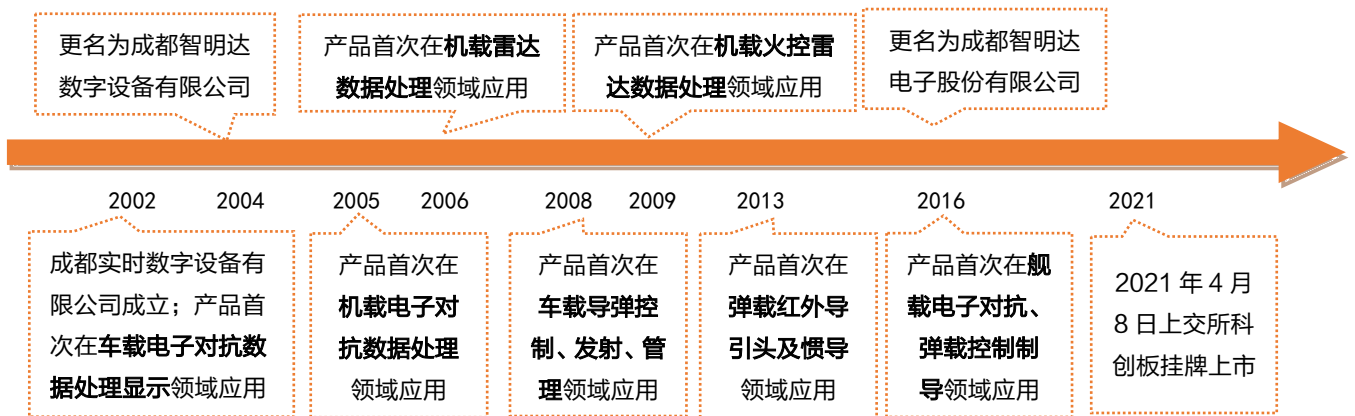 更名为成都智明达
数字设备有限公司
产品首次在机载雷达
数据处理领域应用
产品首次在机载火控雷
达数据处理领域应用
更名为成都智明达
电子股份有限公司
2002
2004
2005
2006
2008
2009
2013
2016
2021
成都实时数字设备有
限公司成立；产品首
次在车载电子对抗数
据处理显示领域应用
产品首次在
机载电子对
抗数据处理
领域应用
产品首次在
车载导弹控
制、发射、管
理领域应用
产品首次在
弹载红外导
引头及惯导
领域应用
产品首次在舰
载电子对抗、
弹载控制制
导领域应用
2021 年 4 月
8 日上交所科
创板挂牌上市